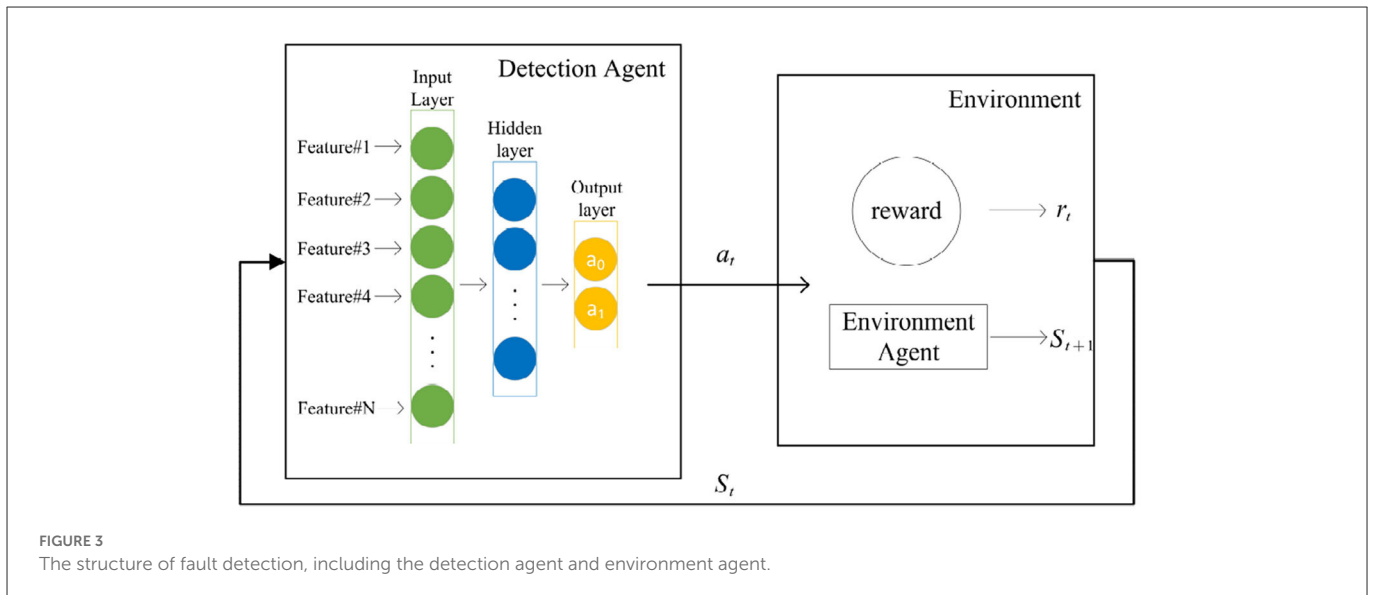 Detection Agent
Input
Layer
Hidden
layer
Output
layer
Feature#1
Feature#2
Feature#3
Feature#4
Feature#N
a₀
a₁
aₜ
Environment
reward
rₜ
Environment
Agent
Sₜ₊₁
Sₜ
FIGURE 3
The structure of fault detection, including the detection agent and environment agent.